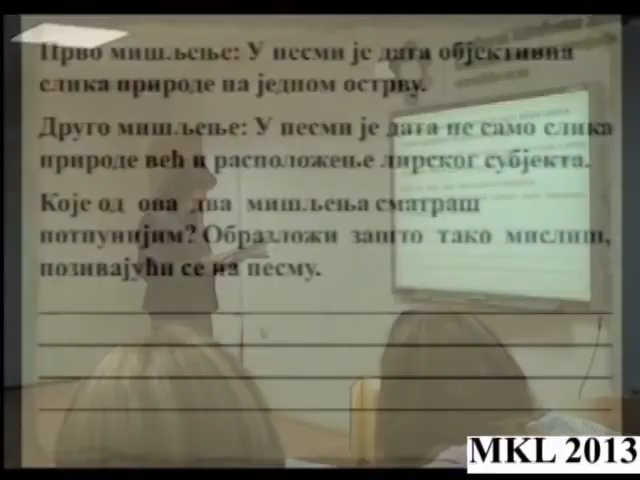 Прво мишљење: У песми је дата објективна
слика природе на једном острву.
Друго мишљење: У песми је дата не само слика
природе већ и расположење лирског субјекта.
Које од ова два мишљења сматраш
потпунијим? Образложи зашто тако мислиш,
позивајући се на песму.
MKL 2013